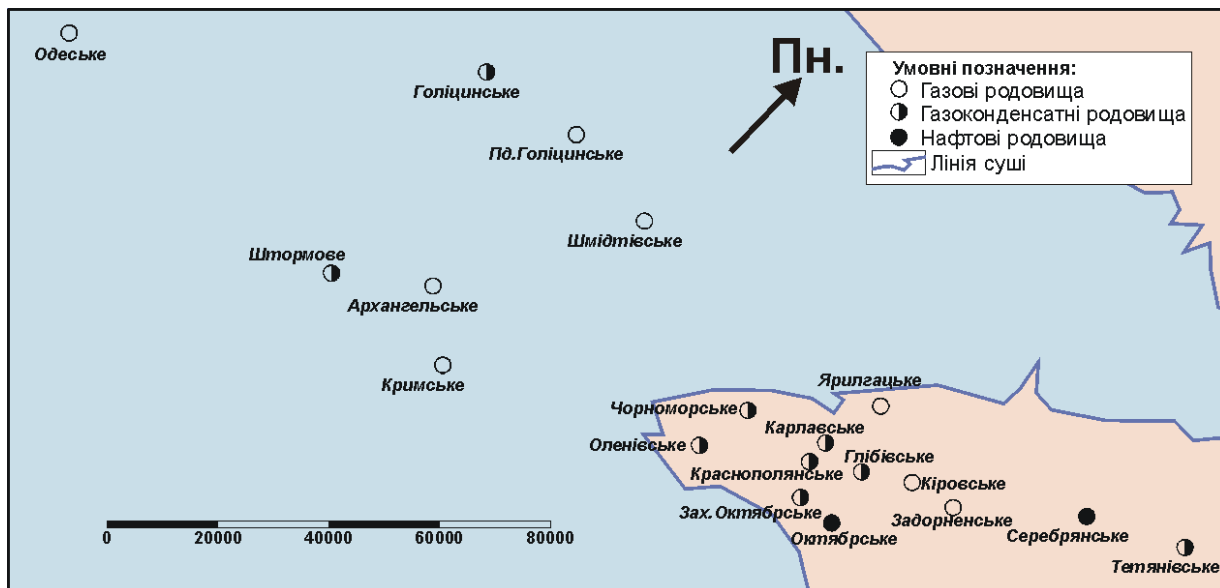 Одеське
Голіцинське
Пн.
Умовні позначення:
Газові родовища
Газоконденсатні родовища
Нафтові родовища
Лінія суші
Пд.Голіцинське
Шмідтівське
Штормове
Архангельське
Кримське
Ярилгацьке
Чорноморське
Карлавське
Оленівське
Глібівське
Краснополянське
Кіровське
Зах.Октябрське
Задорненське
Октябрське
Серебрянське
Тетянівське
0 20000 40000 60000 80000